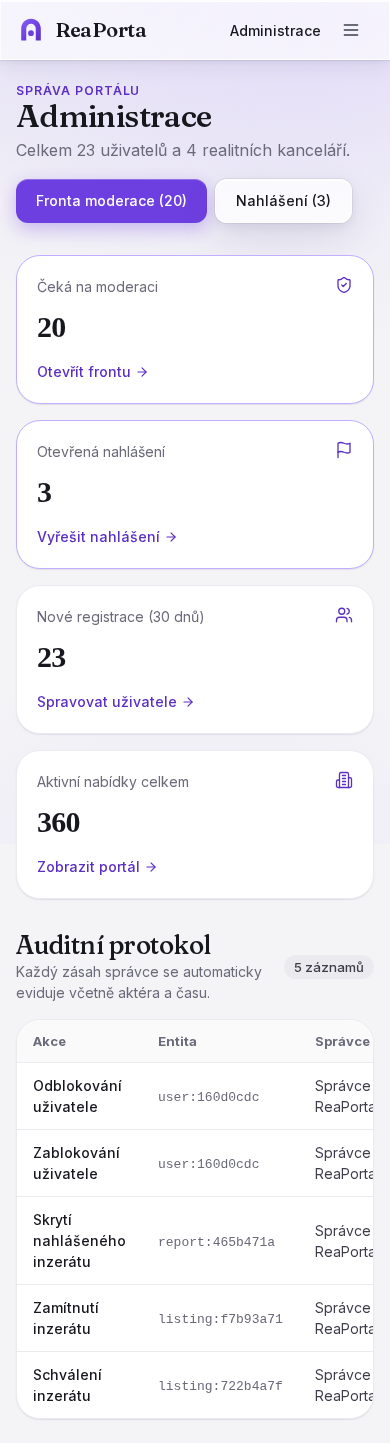 ReaPorta
Administrace
SPRÁVA PORTÁLU
Administrace
Celkem 23 uživatelů a 4 realitních kanceláří.
Fronta moderace (20)
Nahlášení (3)
Čeká na moderaci
20
Otevřít frontu →
Otevřená nahlášení
3
Vyřešit nahlášení →
Nové registrace (30 dnů)
23
Spravovat uživatele →
Aktivní nabídky celkem
360
Zobrazit portál →
Auditní protokol
Každý zásah správce se automaticky
eviduje včetně aktéra a času.
5 záznamů
Akce Entita Správce
Odblokování
uživatele
user:160d0cdc
Správce
ReaPorta
Zablokování
uživatele
user:160d0cdc
Správce
ReaPorta
Skrytí
nahlášeného
inzerátu
report:465b471a
Správce
ReaPorta
Zamítnutí
inzerátu
listing:f7b93a71
Správce
ReaPorta
Schválení
inzerátu
listing:722b4a7f
Správce
ReaPorta